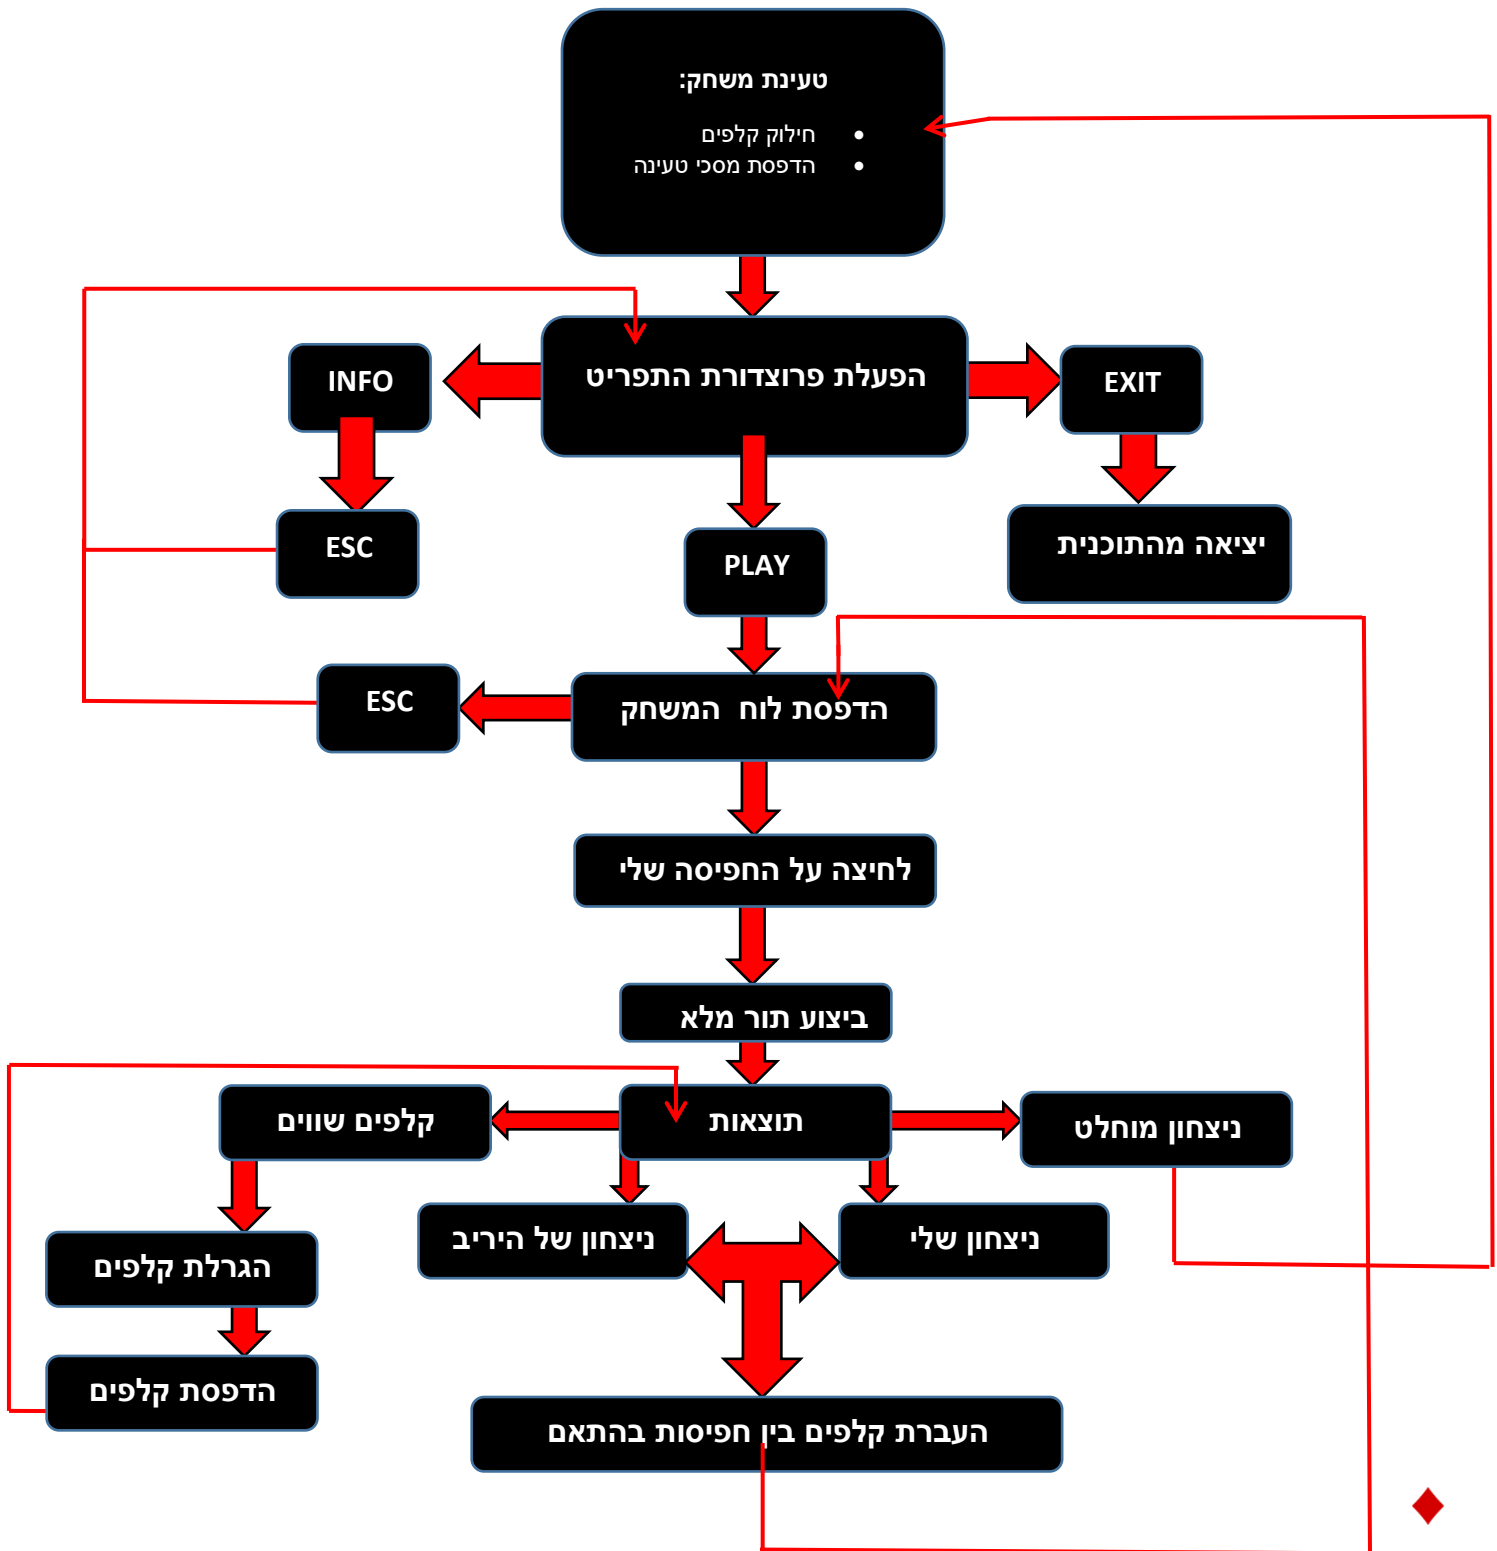 טעינת משחק:
• חילוק קלפים
• הדפסת מסכי טעינה
הפעלת פרוצדורת התפריט
INFO
EXIT
ESC
PLAY
יציאה מהתוכנית
ESC
הדפסת לוח המשחק
לחיצה על החפיסה שלי
ביצוע תור מלא
קלפים שווים
תוצאות
ניצחון מוחלט
ניצחון של היריב
ניצחון שלי
הגרלת קלפים
הדפסת קלפים
העברת קלפים בין חפיסות בהתאם